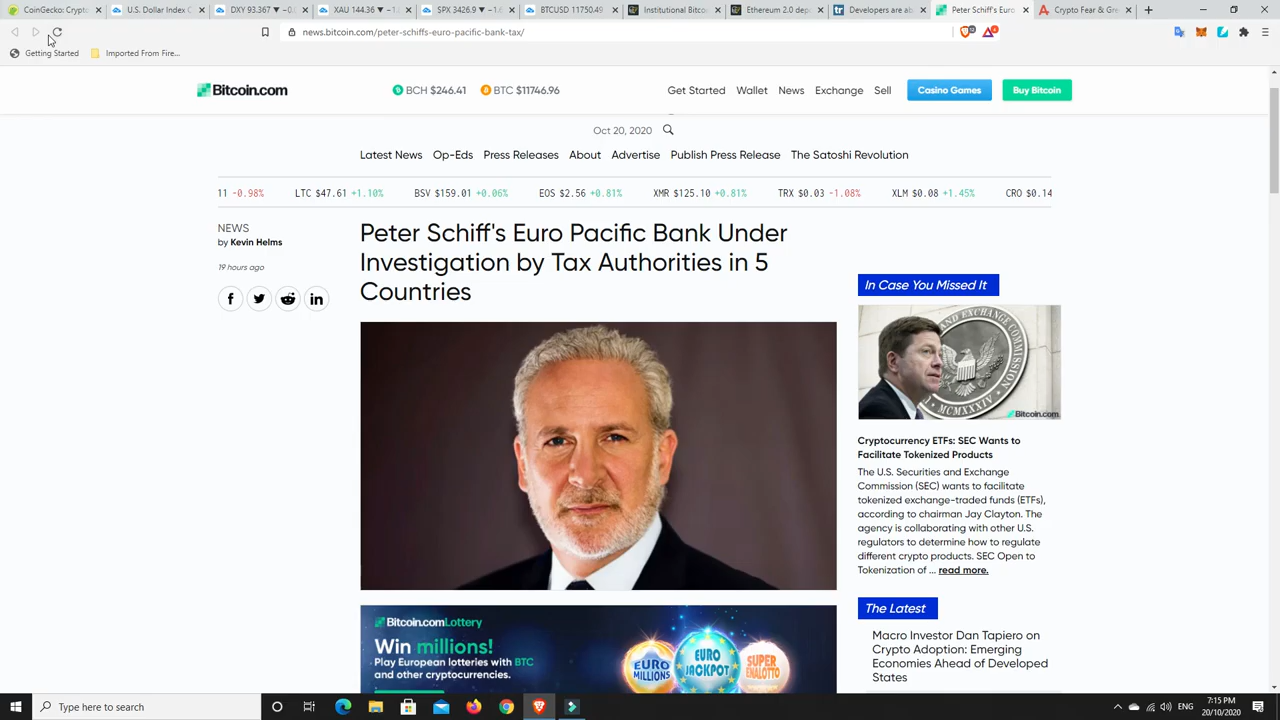 CoinGecko: Crypto
U.S. Dollar Index C
DXY 93.367 ▼ −0.
XAU 144.36 ▼ −1.
SPX 3426.9 ▼ −1.6
BTCUSD 11750.49
Institutional Bitco
Ethereum 2.0 dep
Developers are ab
Peter Schiff's Euro
Crypto Fear & Gre
news.bitcoin.com/peter-schiffs-euro-pacific-bank-tax/
Getting Started
Imported From Fire...
Bitcoin.com
BCH $246.41
BTC $11746.96
Get Started
Wallet
News
Exchange
Sell
Casino Games
Buy Bitcoin
Oct 20, 2020
Latest News
Op-Eds
Press Releases
About
Advertise
Publish Press Release
The Satoshi Revolution
11 -0.98%
LTC $47.61 +1.10%
BSV $159.01 +0.06%
EOS $2.56 +0.81%
XMR $125.10 +0.81%
TRX $0.03 -1.08%
XLM $0.08 +1.45%
CRO $0.14
NEWS
by Kevin Helms
19 hours ago
Peter Schiff's Euro Pacific Bank Under
Investigation by Tax Authorities in 5
Countries
Bitcoin.com Lottery
Win millions!
Play European lotteries with BTC
and other cryptocurrencies.
EURO
MILLIONS
EURO
JACKPOT
SUPER
ENALOTTO
In Case You Missed It
EXCHANGE
COMMISSION
MCMXXXIV
Bitcoin.com
Cryptocurrency ETFs: SEC Wants to
Facilitate Tokenized Products
The U.S. Securities and Exchange
Commission (SEC) wants to facilitate
tokenized exchange-traded funds (ETFs),
according to chairman Jay Clayton. The
agency is collaborating with other U.S.
regulators to determine how to regulate
different crypto products. SEC Open to
Tokenization of ... read more.
The Latest
Macro Investor Dan Tapiero on
Crypto Adoption: Emerging
Economies Ahead of Developed
States
Type here to search
ENG
7:15 PM
20/10/2020